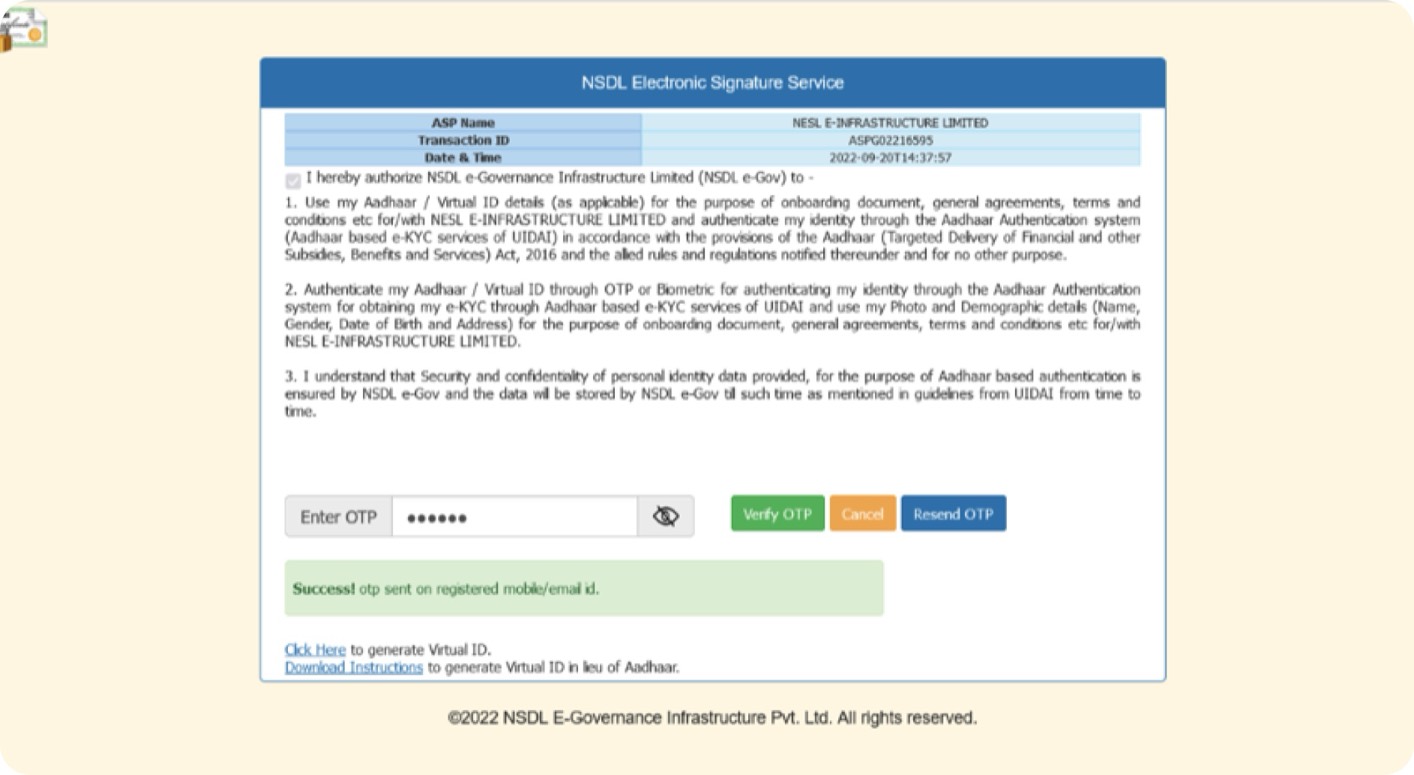 NSDL Electronic Signature Service
ASP Name NESL E-INFRASTRUCTURE LIMITED
Transaction ID ASPG02216595
Date & Time 2022-09-20T14:37:57
I hereby authorize NSDL e-Governance Infrastructure Limited (NSDL e-Gov) to -
1. Use my Aadhaar / Virtual ID details (as applicable) for the purpose of onboarding document, general agreements, terms and
conditions etc for/with NESL E-INFRASTRUCTURE LIMITED and authenticate my identity through the Aadhaar Authentication system
(Aadhaar based e-KYC services of UIDAI) in accordance with the provisions of the Aadhaar (Targeted Delivery of Financial and other
Subsidies, Benefits and Services) Act, 2016 and the allied rules and regulations notified thereunder and for no other purpose.
2. Authenticate my Aadhaar / Virtual ID through OTP or Biometric for authenticating my identity through the Aadhaar Authentication
system for obtaining my e-KYC through Aadhaar based e-KYC services of UIDAI and use my Photo and Demographic details (Name,
Gender, Date of Birth and Address) for the purpose of onboarding document, general agreements, terms and conditions etc for/with
NESL E-INFRASTRUCTURE LIMITED.
3. I understand that Security and confidentiality of personal identity data provided, for the purpose of Aadhaar based authentication is
ensured by NSDL e-Gov and the data will be stored by NSDL e-Gov till such time as mentioned in guidelines from UIDAI from time to
time.
Enter OTP •••••• Verify OTP Cancel Resend OTP
Success! otp sent on registered mobile/email id.
Click Here to generate Virtual ID.
Download Instructions to generate Virtual ID in lieu of Aadhaar.
©2022 NSDL E-Governance Infrastructure Pvt. Ltd. All rights reserved.